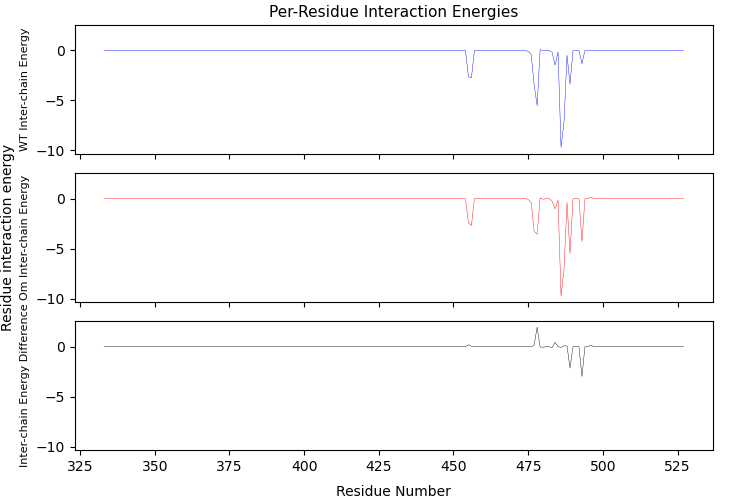 Per-Residue Interaction Energies
Residue interaction energy
WT Inter-chain Energy
0
−5
−10
Om Inter-chain Energy
0
−5
−10
Inter-chain Energy Difference
0
−5
−10
325 350 375 400 425 450 475 500 525
Residue Number